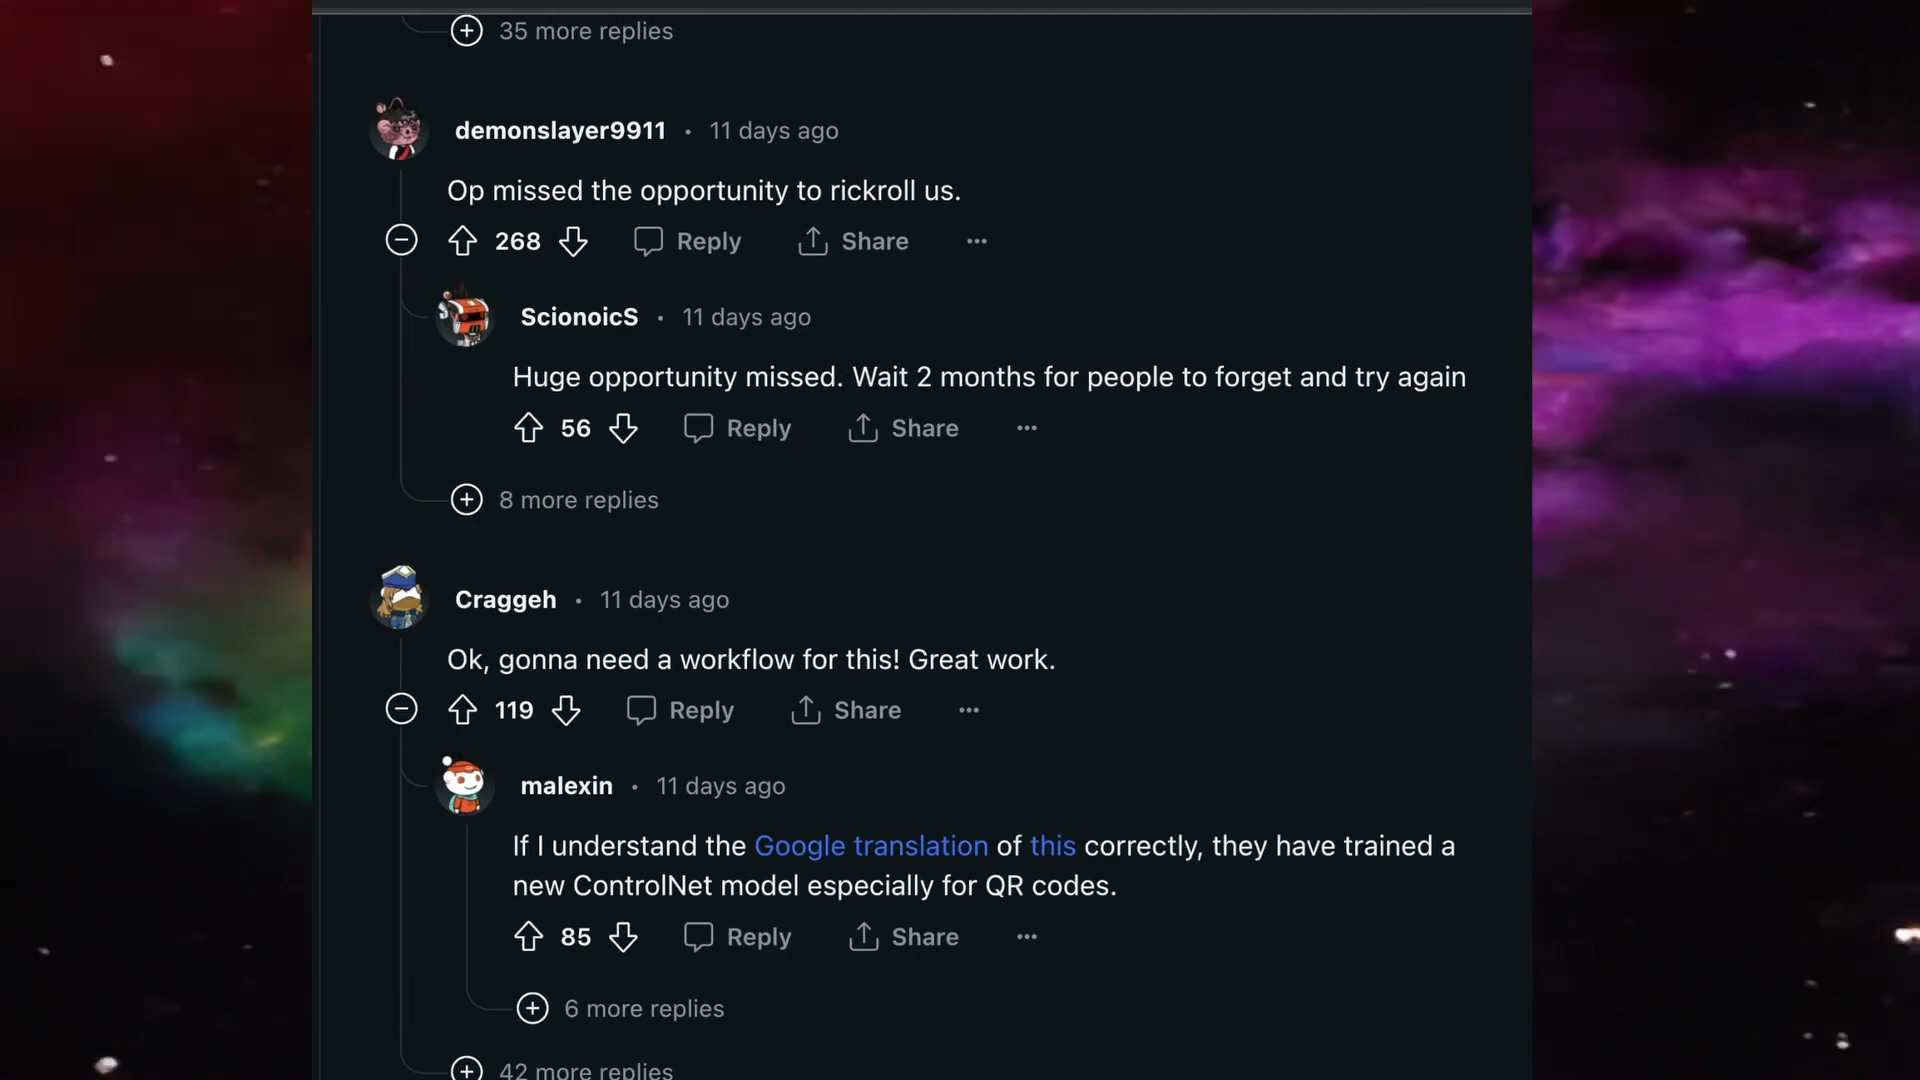 35 more replies
demonslayer9911 • 11 days ago
Op missed the opportunity to rickroll us.
268 Reply Share ...
ScionoicS • 11 days ago
Huge opportunity missed. Wait 2 months for people to forget and try again
56 Reply Share ...
8 more replies
Craggeh • 11 days ago
Ok, gonna need a workflow for this! Great work.
119 Reply Share ...
malexin • 11 days ago
If I understand the Google translation of this correctly, they have trained a
new ControlNet model especially for QR codes.
85 Reply Share ...
6 more replies
42 more replies